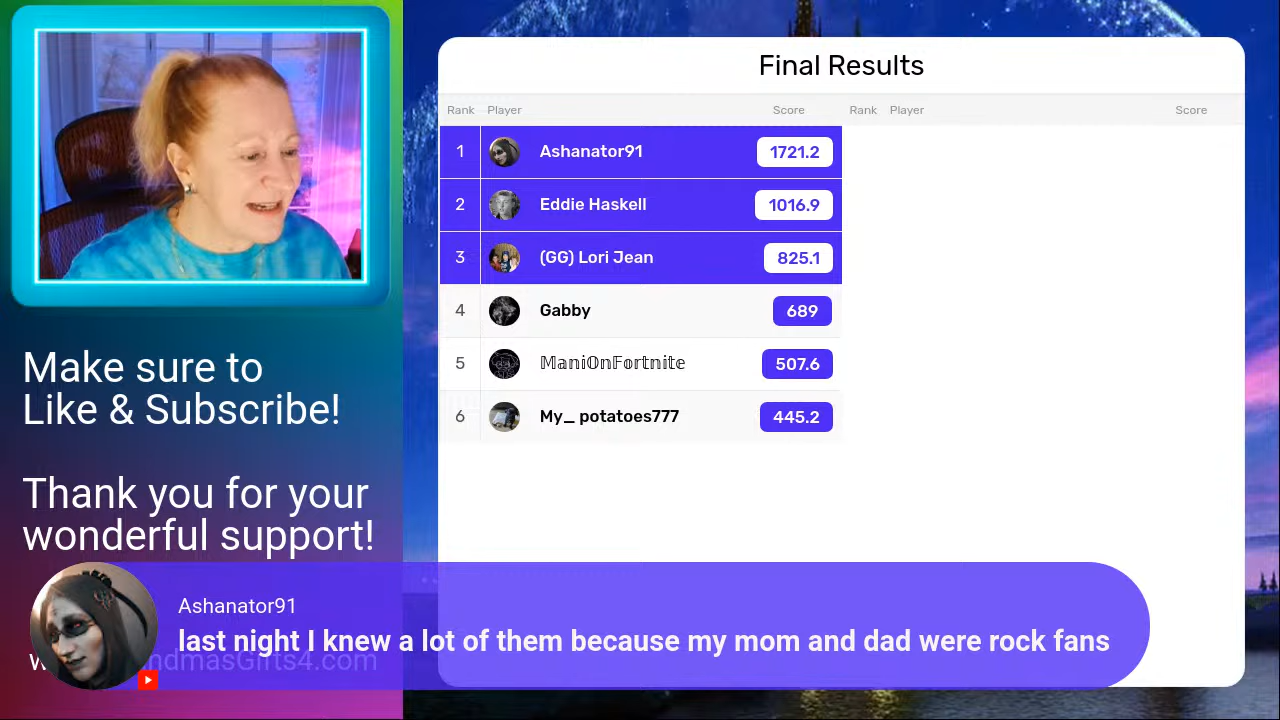 Final Results
Rank Player Score Rank Player Score
1 Ashanator91 1721.2
2 Eddie Haskell 1016.9
3 (GG) Lori Jean 825.1
4 Gabby 689
5 𝕄𝕒𝕟𝕚𝕆𝕟𝔽𝕠𝕣𝕥𝕟𝕚𝕥𝕖 507.6
6 My_ potatoes777 445.2
Make sure to
Like & Subscribe!
Thank you for your
wonderful support!
Ashanator91
last night I knew a lot of them because my mom and dad were rock fans
ndmasGifts4.com